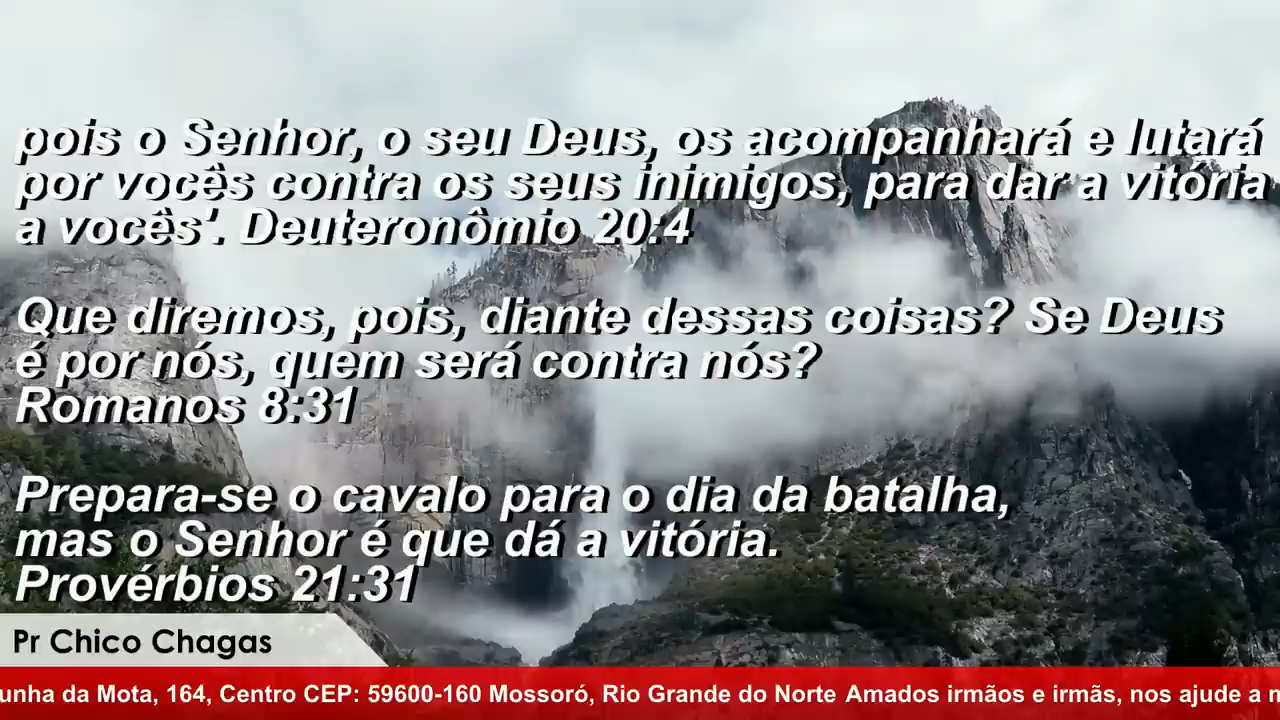 pois o Senhor, o seu Deus, os acompanhará e lutará
por vocês contra os seus inimigos, para dar a vitória
a vocês'. Deuteronômio 20:4
Que diremos, pois, diante dessas coisas? Se Deus
é por nós, quem será contra nós?
Romanos 8:31
Prepara-se o cavalo para o dia da batalha,
mas o Senhor é que dá a vitória.
Provérbios 21:31
Pr Chico Chagas
da Mota, 164, Centro CEP: 59600-160 Mossoró, Rio Grande do Norte Amados irmãos e irmãs, nos ajude a